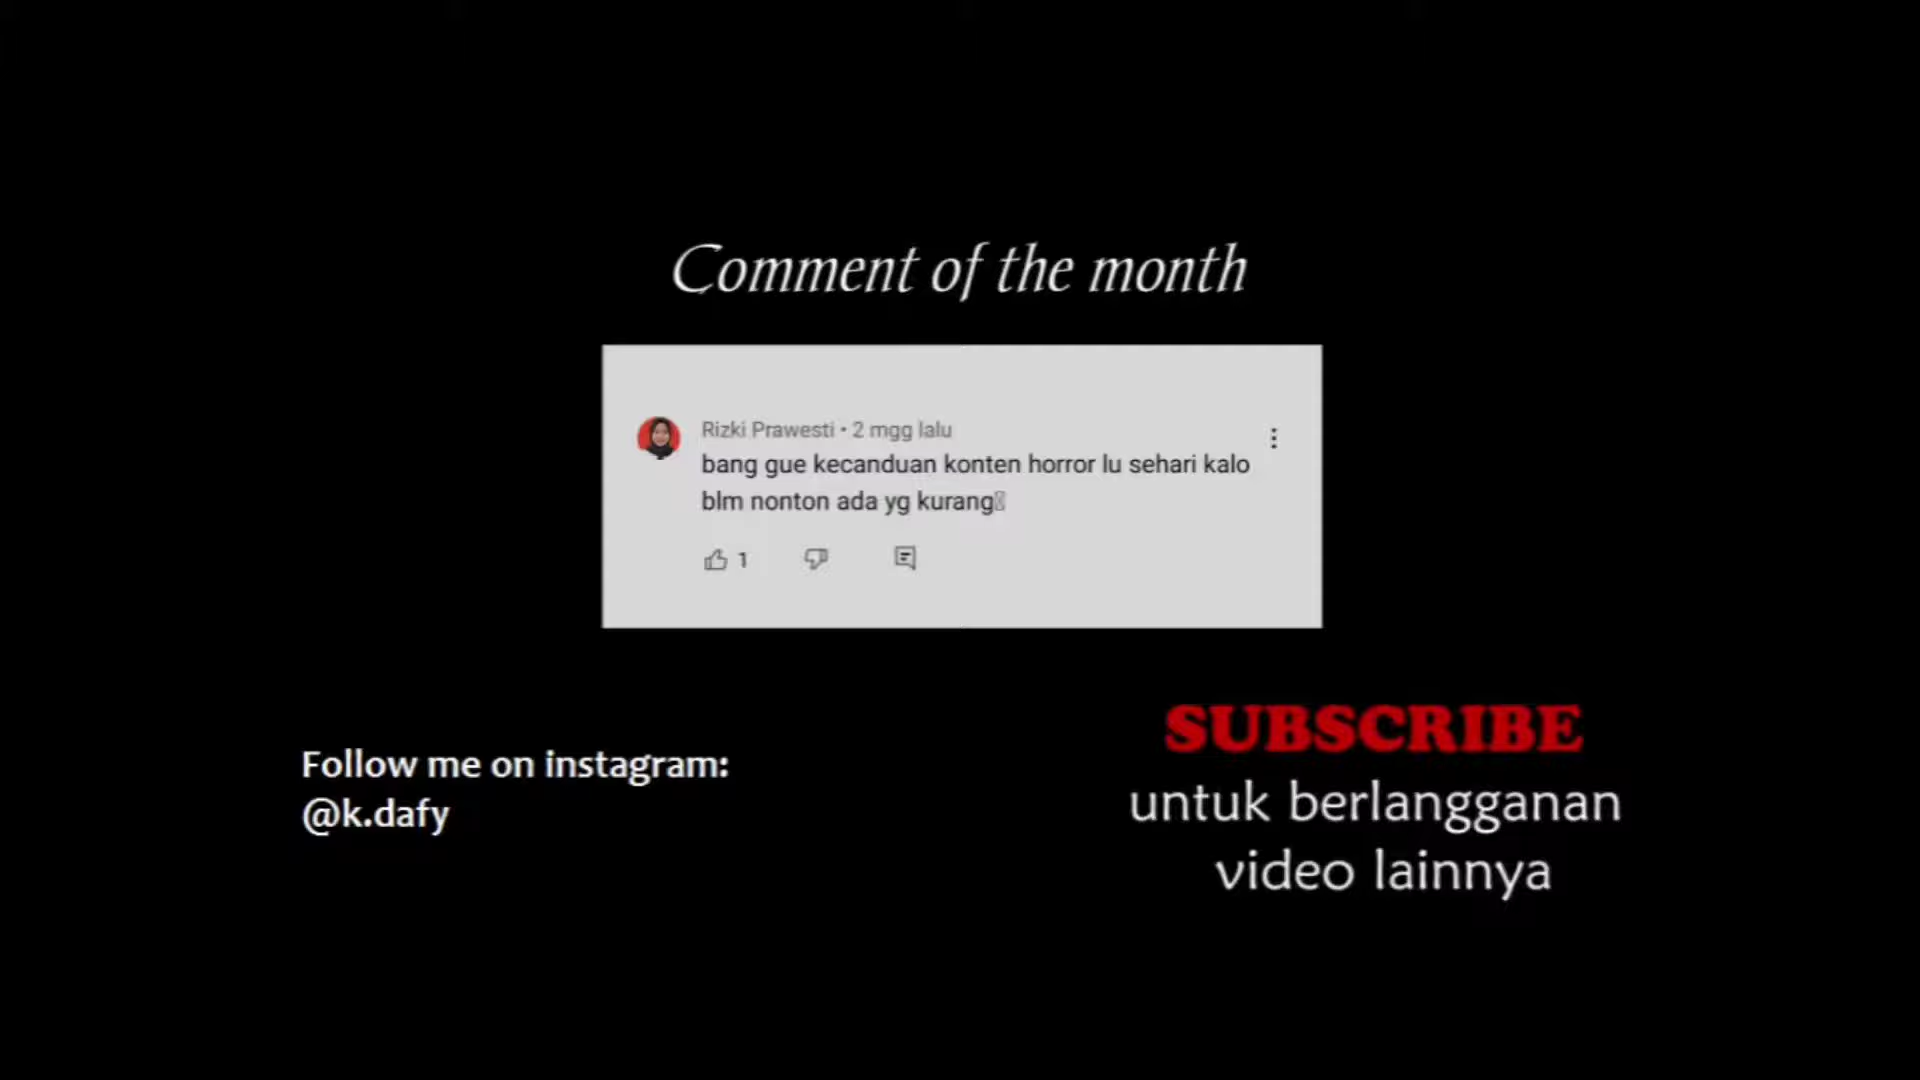 Comment of the month
Rizki Prawesti • 2 mgg lalu
bang gue kecanduan konten horror lu sehari kalo
blm nonton ada yg kurang
1
Follow me on instagram:
@k.dafy
SUBSCRIBE
untuk berlangganan
video lainnya